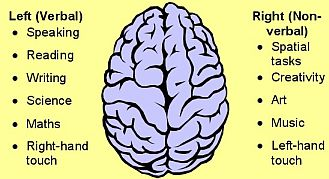 Left (Verbal)
• Speaking
• Reading
• Writing
• Science
• Maths
• Right-hand
touch
Right (Non-
verbal)
• Spatial
tasks
• Creativity
• Art
• Music
• Left-hand
touch